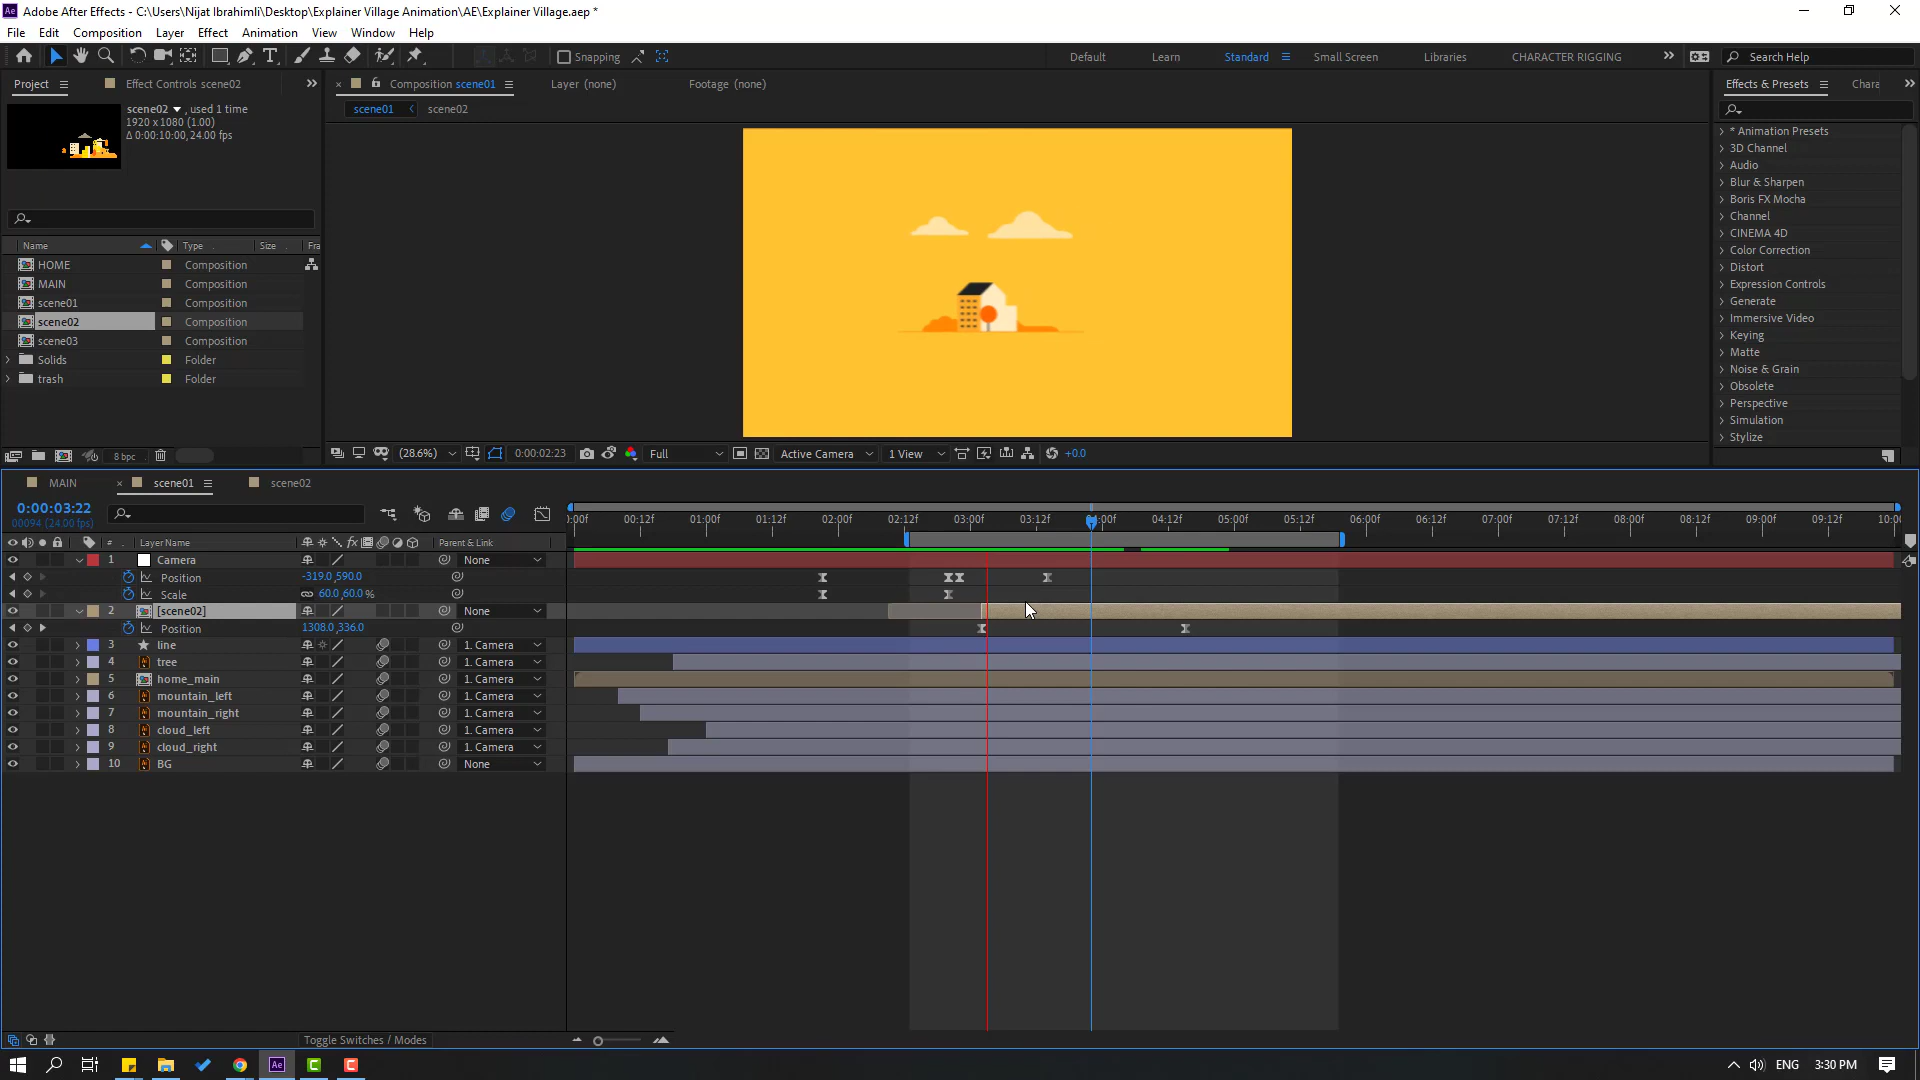 Adobe After Effects - C:\Users\Nijat Ibrahimli\Desktop\Explainer Village Animation\AE\Explainer Village.aep *
File Edit Composition Layer Effect Animation View Window Help
Snapping
Default Learn Standard Small Screen Libraries CHARACTER RIGGING Search Help
Project Effect Controls scene02
Composition scene01 Layer (none) Footage (none)
Effects & Presets Chara
scene02 , used 1 time
1920 x 1080 (1.00)
Δ 0:00:10:00, 24.00 fps
scene01 scene02
Name Type Size Fra
HOME Composition
MAIN Composition
scene01 Composition
scene02 Composition
scene03 Composition
Solids Folder
trash Folder
* Animation Presets
3D Channel
Audio
Blur & Sharpen
Boris FX Mocha
Channel
CINEMA 4D
Color Correction
Distort
Expression Controls
Generate
Immersive Video
Keying
Matte
Noise & Grain
Obsolete
Perspective
Simulation
Stylize
8 bpc
(28.6%) 0:00:02:23 Full Active Camera 1 View +0.0
MAIN scene01 scene02
0:00:03:22
00094 (24.00 fps)
:00f 00:12f 01:00f 01:12f 02:00f 02:12f 03:00f 03:12f 04:00f 04:12f 05:00f 05:12f 06:00f 06:12f 07:00f 07:12f 08:00f 08:12f 09:00f 09:12f 10:00
# Layer Name fx Parent & Link
1 Camera None
Position -319.0,590.0
Scale 60.0,60.0%
2 [scene02] None
Position 1308.0,336.0
3 line 1. Camera
4 tree 1. Camera
5 home_main 1. Camera
6 mountain_left 1. Camera
7 mountain_right 1. Camera
8 cloud_left 1. Camera
9 cloud_right 1. Camera
10 BG None
Toggle Switches / Modes
ENG 3:30 PM